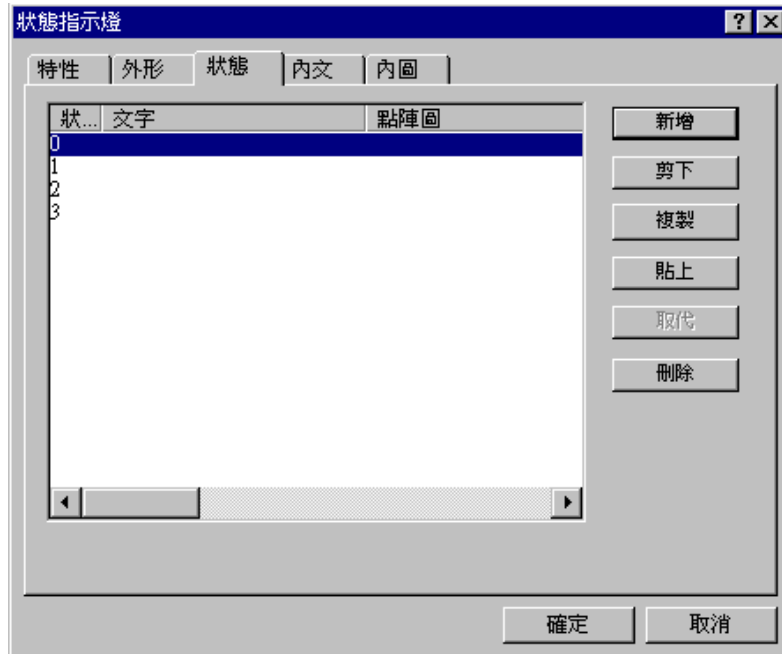 狀態指示燈
特性 外形 狀態 內文 內圖
狀... 文字 點陣圖
0
1
2
3
新增
剪下
複製
貼上
取代
刪除
確定 取消